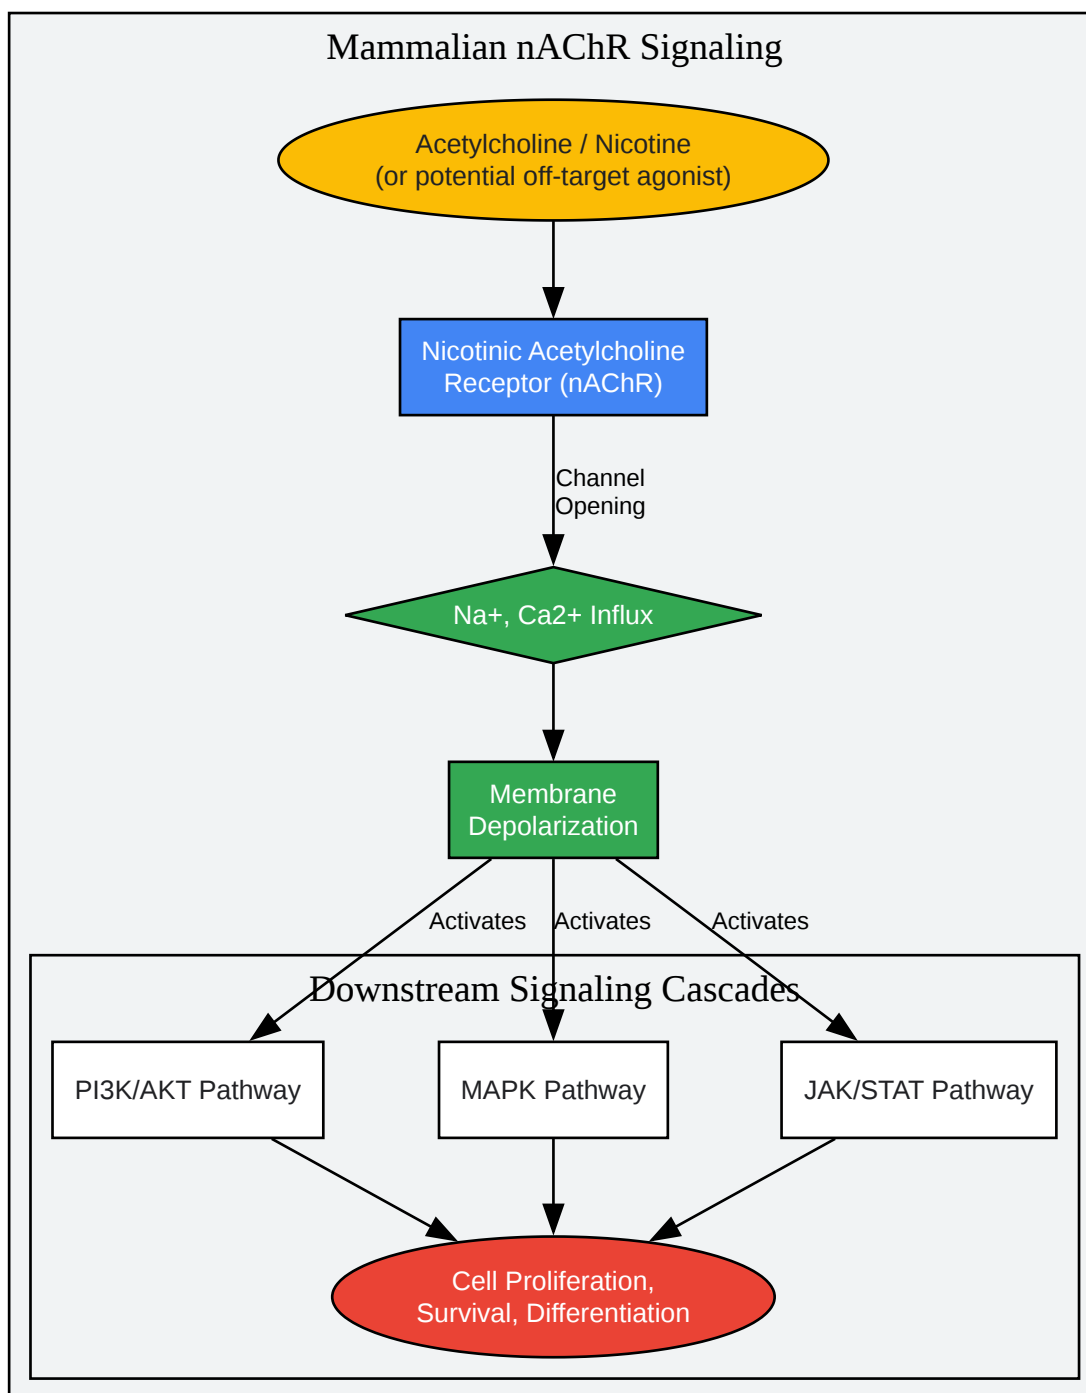 Mammalian nAChR Signaling
Acetylcholine / Nicotine
(or potential off-target agonist)
Nicotinic Acetylcholine
Receptor (nAChR)
Channel
Opening
Na+, Ca2+ Influx
Membrane
Depolarization
Activates
Activates
Activates
Downstream Signaling Cascades
PI3K/AKT Pathway
MAPK Pathway
JAK/STAT Pathway
Cell Proliferation,
Survival, Differentiation